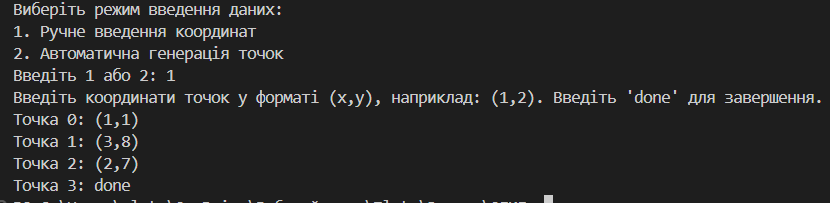 Виберіть режим введення даних:
1. Ручне введення координат
2. Автоматична генерація точок
Введіть 1 або 2: 1
Введіть координати точок у форматі (x,y), наприклад: (1,2). Введіть 'done' для завершення.
Точка 0: (1,1)
Точка 1: (3,8)
Точка 2: (2,7)
Точка 3: done